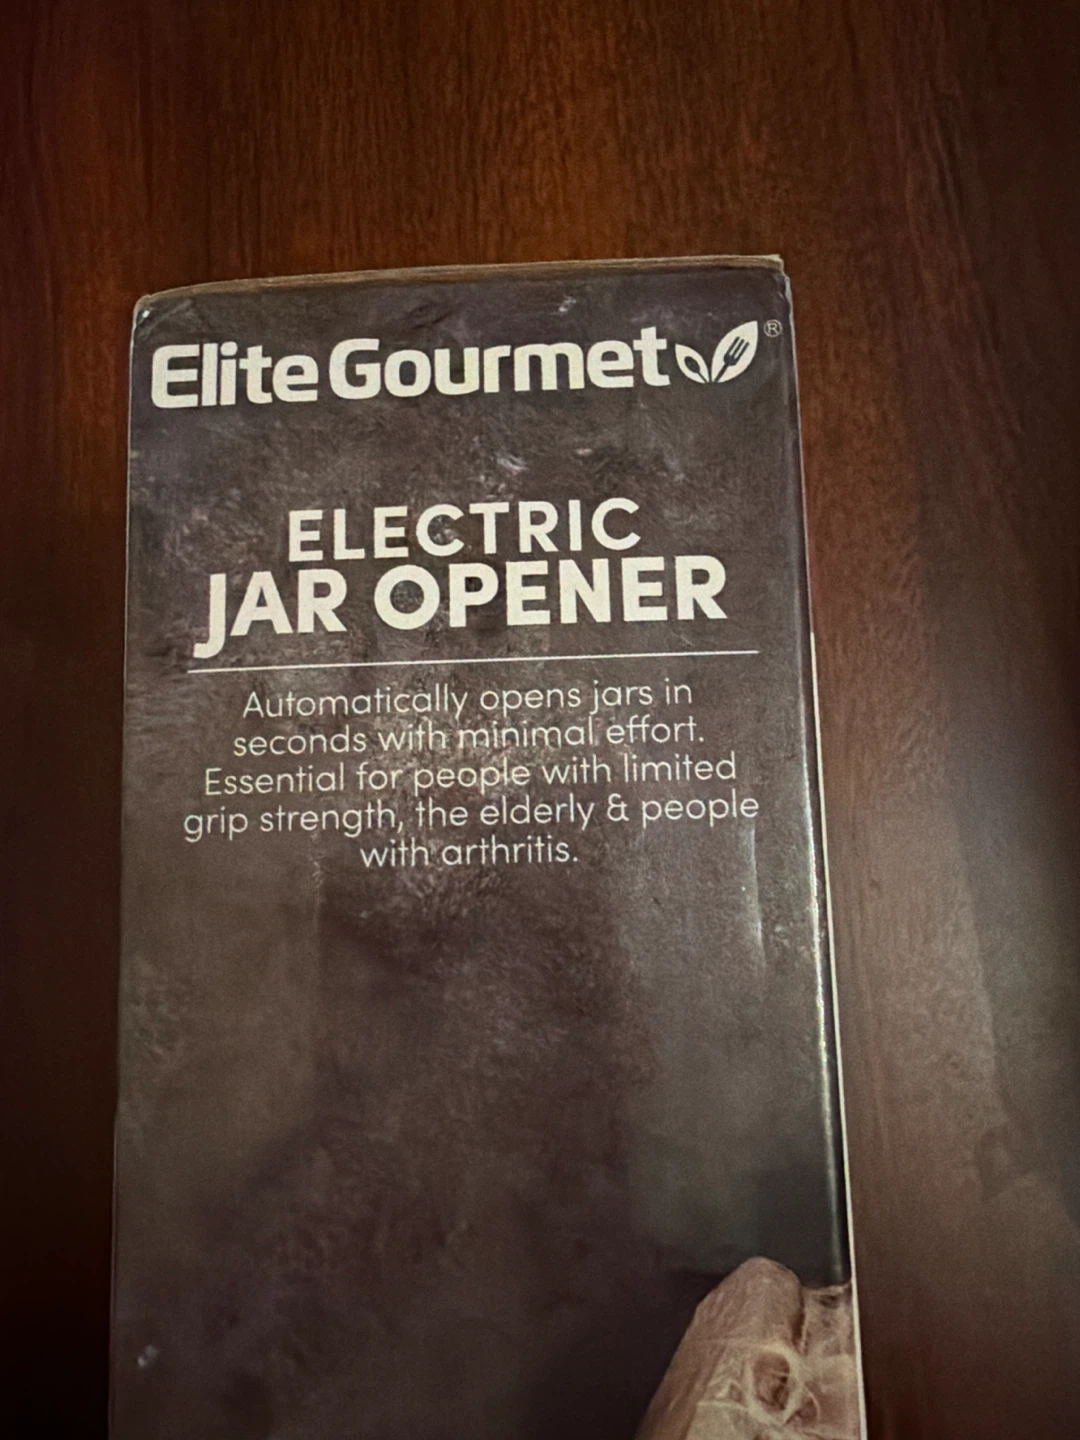 Elite Gourmet®
ELECTRIC
JAR OPENER
Automatically opens jars in
seconds with minimal effort.
Essential for people with limited
grip strength, the elderly & people
with arthritis.